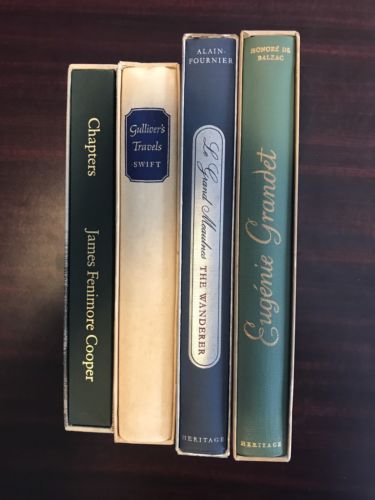 Chapters
James Fenimore Cooper
Gulliver's
Travels
SWIFT
ALAIN-
FOURNIER
Le Grand Meaulnes THE WANDERER
HERITAGE
HONORÉ DE
BALZAC
Eugénie Grandet
HERITAGE